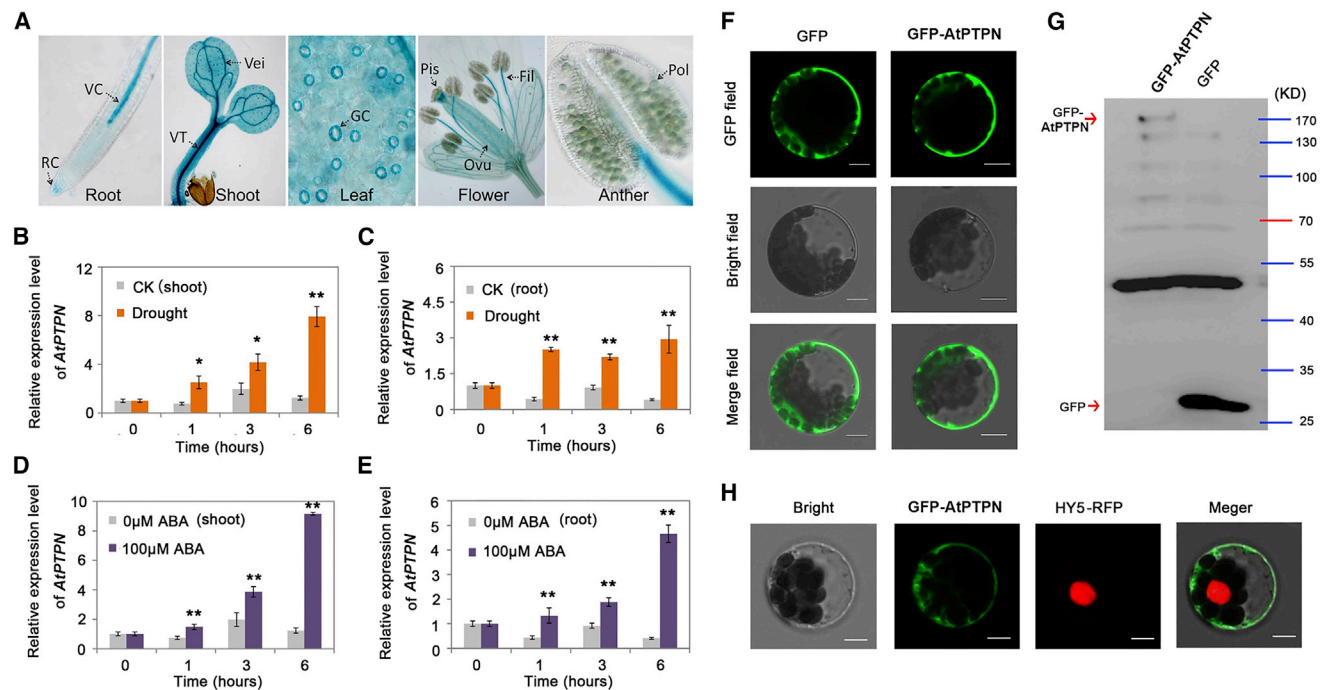 A
VC
RC
Root
Vei
VT
Shoot
GC
Leaf
Pis
Fil
Ovu
Flower
Pol
Anther
B
Relative expression level
of AtPTPN
12
8
4
0
CK (shoot)
Drought
*
*
**
0 1 3 6
Time (hours)
C
Relative expression level
of AtPTPN
6
4.5
3
1.5
0
CK (root)
Drought
**
**
**
0 1 3 6
Time (hours)
D
Relative expression level
of AtPTPN
10
8
6
4
2
0
0μM ABA (shoot)
100μM ABA
**
**
**
0 1 3 6
Time (hours)
E
Relative expression level
of AtPTPN
6
5
4
3
2
1
0
0μM ABA (root)
100μM ABA
**
**
**
0 1 3 6
Time (hours)
F
GFP GFP-AtPTPN
GFP field
Bright field
Merge field
G
GFP-AtPTPN
GFP
(KD)
GFP-
AtPTPN
170
130
100
70
55
40
35
25
GFP
H
Bright GFP-AtPTPN HY5-RFP Meger